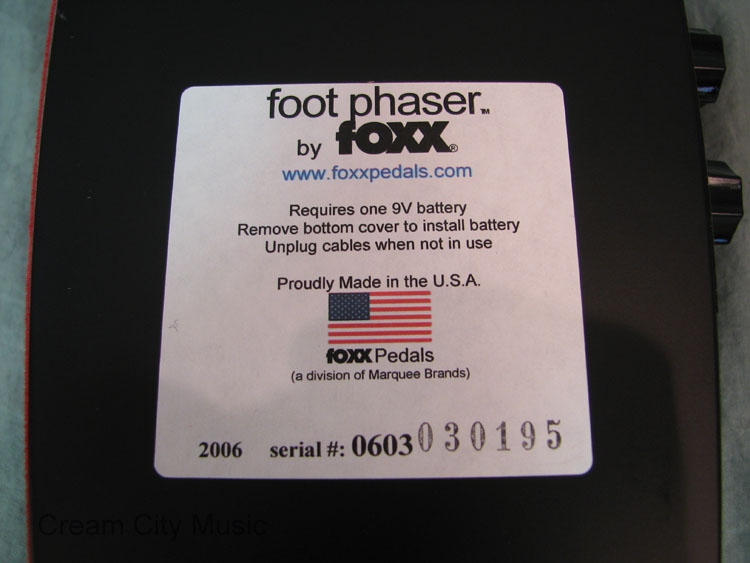 foot phaser™
by foxx®
www.foxxpedals.com
Requires one 9V battery
Remove bottom cover to install battery
Unplug cables when not in use
Proudly Made in the U.S.A.
foxx Pedals
(a division of Marquee Brands)
2006 serial #: 0603030195
Cream City Music